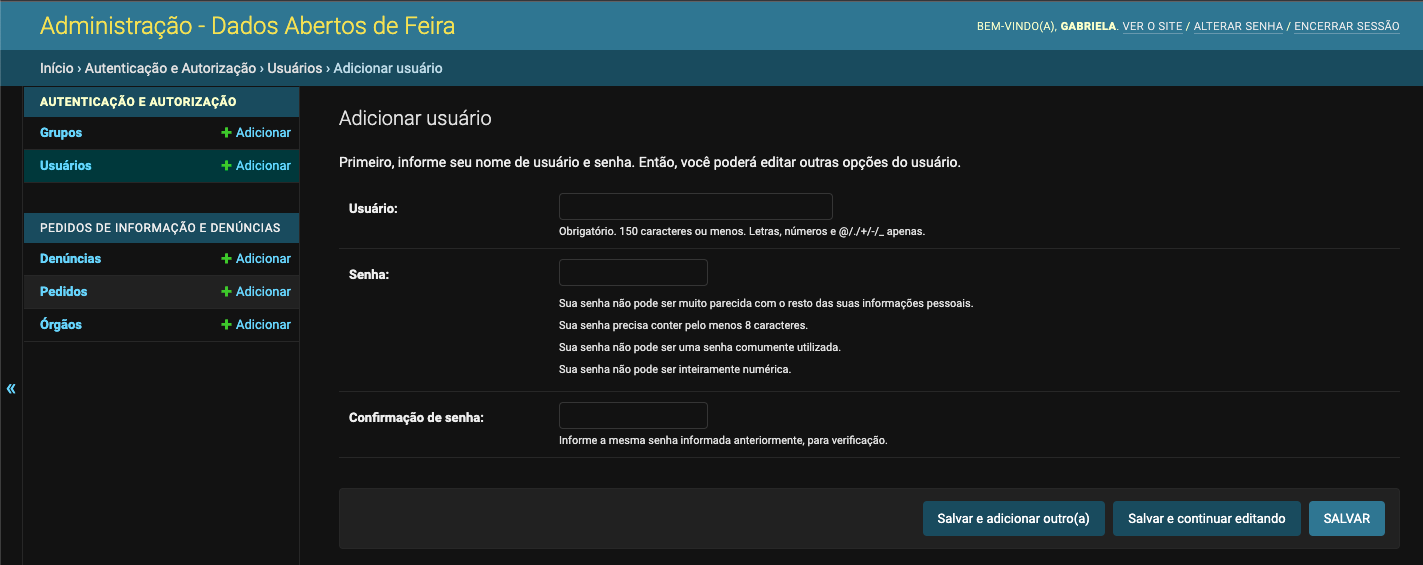 Administração - Dados Abertos de Feira
BEM-VINDO(A), GABRIELA. VER O SITE / ALTERAR SENHA / ENCERRAR SESSÃO
Início › Autenticação e Autorização › Usuários › Adicionar usuário
AUTENTICAÇÃO E AUTORIZAÇÃO
Grupos + Adicionar
Usuários + Adicionar
PEDIDOS DE INFORMAÇÃO E DENÚNCIAS
Denúncias + Adicionar
Pedidos + Adicionar
Órgãos + Adicionar
«
Adicionar usuário
Primeiro, informe seu nome de usuário e senha. Então, você poderá editar outras opções do usuário.
Usuário:
Obrigatório. 150 caracteres ou menos. Letras, números e @/./+/-/_ apenas.
Senha:
Sua senha não pode ser muito parecida com o resto das suas informações pessoais.
Sua senha precisa conter pelo menos 8 caracteres.
Sua senha não pode ser uma senha comumente utilizada.
Sua senha não pode ser inteiramente numérica.
Confirmação de senha:
Informe a mesma senha informada anteriormente, para verificação.
Salvar e adicionar outro(a) Salvar e continuar editando SALVAR